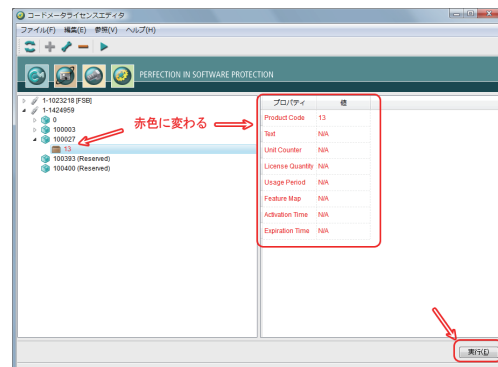 コードメータライセンスエディタ
ファイル(F) 編集(E) 参照(V) ヘルプ(H)
PERFECTION IN SOFTWARE PROTECTION
1-1023218 [FSB]
1-1424959
0
100003
100027
13
100393 (Reserved)
100400 (Reserved)
赤色に変わる
プロパティ 値
Product Code 13
Text N/A
Unit Counter N/A
License Quantity N/A
Usage Period N/A
Feature Map N/A
Activation Time N/A
Expiration Time N/A
実行(E)